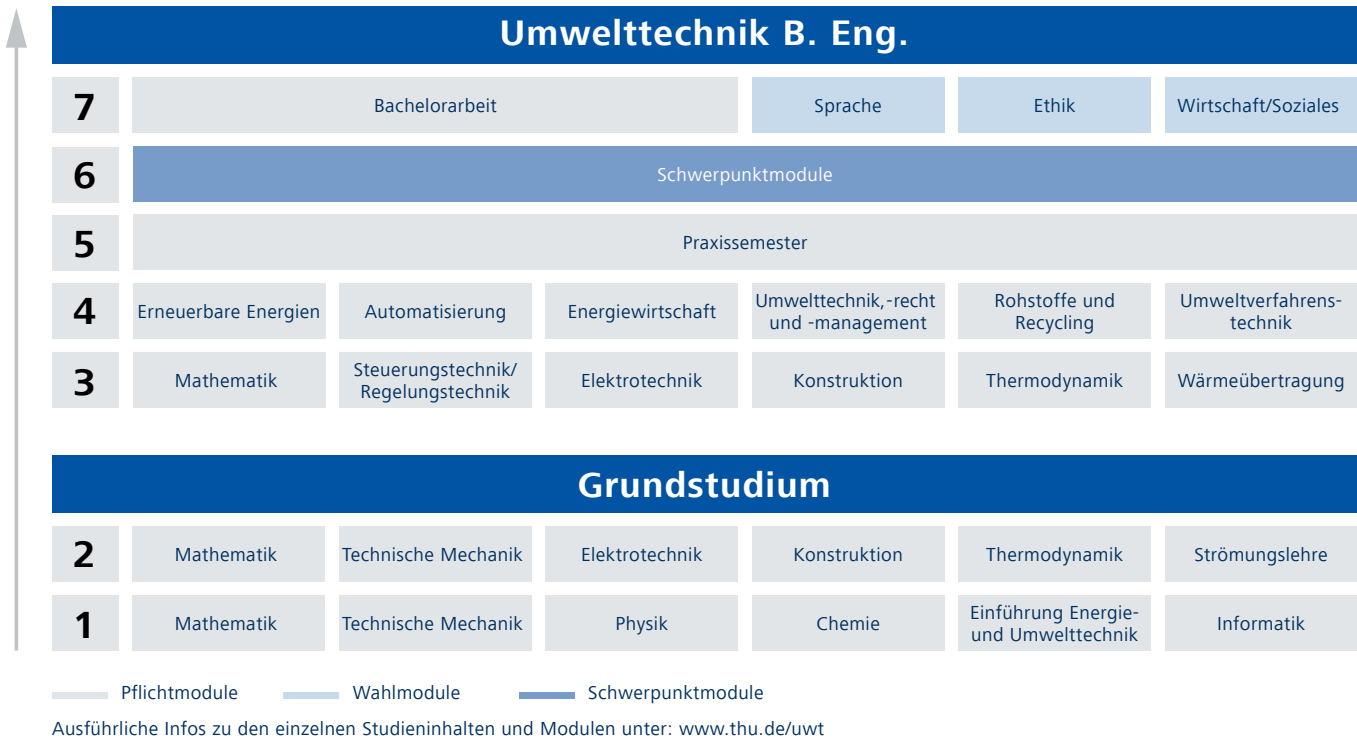 Umwelttechnik B. Eng.
7
Bachelorarbeit
Sprache
Ethik
Wirtschaft/Soziales
6
Schwerpunktmodule
5
Praxissemester
4
Erneuerbare Energien
Automatisierung
Energiewirtschaft
Umwelttechnik,-recht
und -management
Rohstoffe und
Recycling
Umweltverfahrens-
technik
3
Mathematik
Steuerungstechnik/
Regelungstechnik
Elektrotechnik
Konstruktion
Thermodynamik
Wärmeübertragung
Grundstudium
2
Mathematik
Technische Mechanik
Elektrotechnik
Konstruktion
Thermodynamik
Strömungslehre
1
Mathematik
Technische Mechanik
Physik
Chemie
Einführung Energie-
und Umwelttechnik
Informatik
Pflichtmodule
Wahlmodule
Schwerpunktmodule
Ausführliche Infos zu den einzelnen Studieninhalten und Modulen unter: www.thu.de/uwt